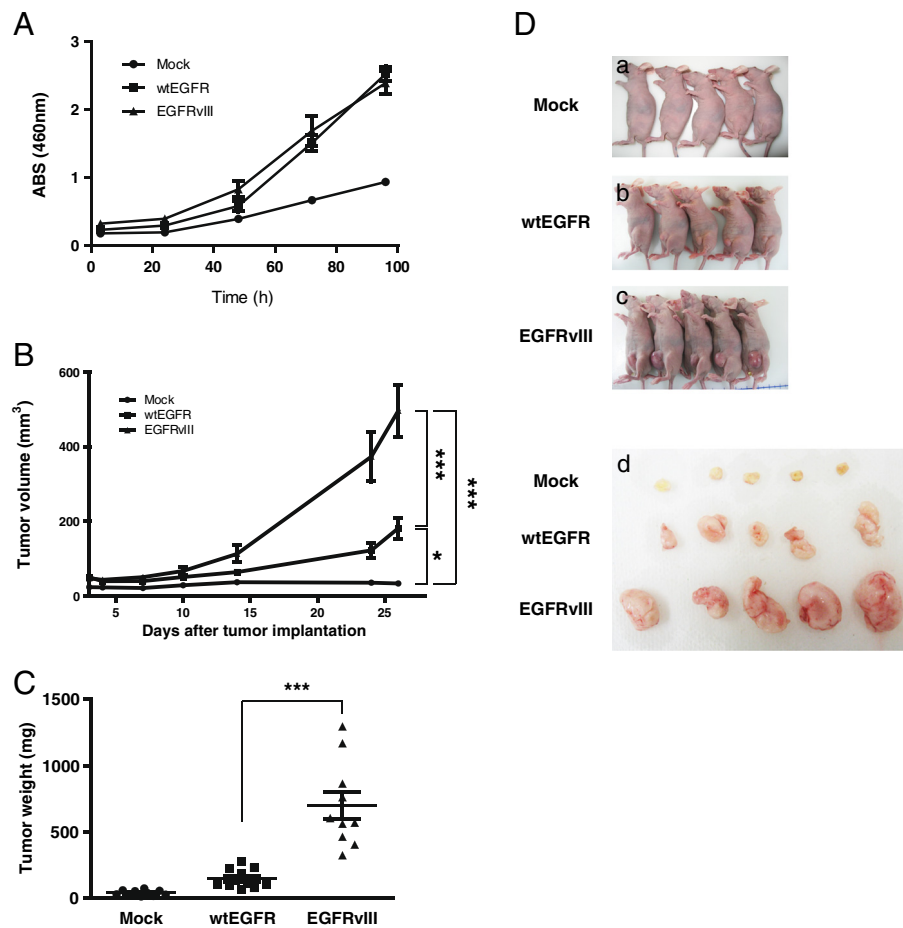 A
3
2
1
0
ABS (460nm)
Mock
wtEGFR
EGFRvIII
0 20 40 60 80 100
Time (h)
B
600
400
200
0
Tumor volume (mm³)
Mock
wtEGFR
EGFRvIII
***
***
*
5 10 15 20 25
Days after tumor implantation
C
1500
1000
500
0
Tumor weight (mg)
***
Mock wtEGFR EGFRvIII
D
Mock
a
wtEGFR
b
EGFRvIII
c
d
Mock
wtEGFR
EGFRvIII